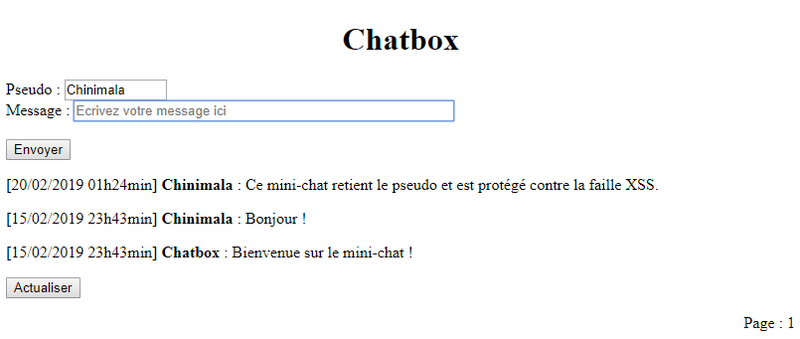 Chatbox
Pseudo : Chinimala
Message : Ecrivez votre message ici
Envoyer
[20/02/2019 01h24min] Chinimala : Ce mini-chat retient le pseudo et est protégé contre la faille XSS.
[15/02/2019 23h43min] Chinimala : Bonjour !
[15/02/2019 23h43min] Chatbox : Bienvenue sur le mini-chat !
Actualiser
Page : 1